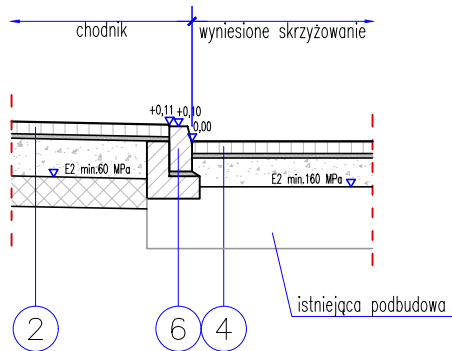 chodnik wyniesione skrzyżowanie
+0,11 +0,10
0,00
E2 min.60 MPa
E2 min.160 MPa
istniejąca podbudowa
2 6 4